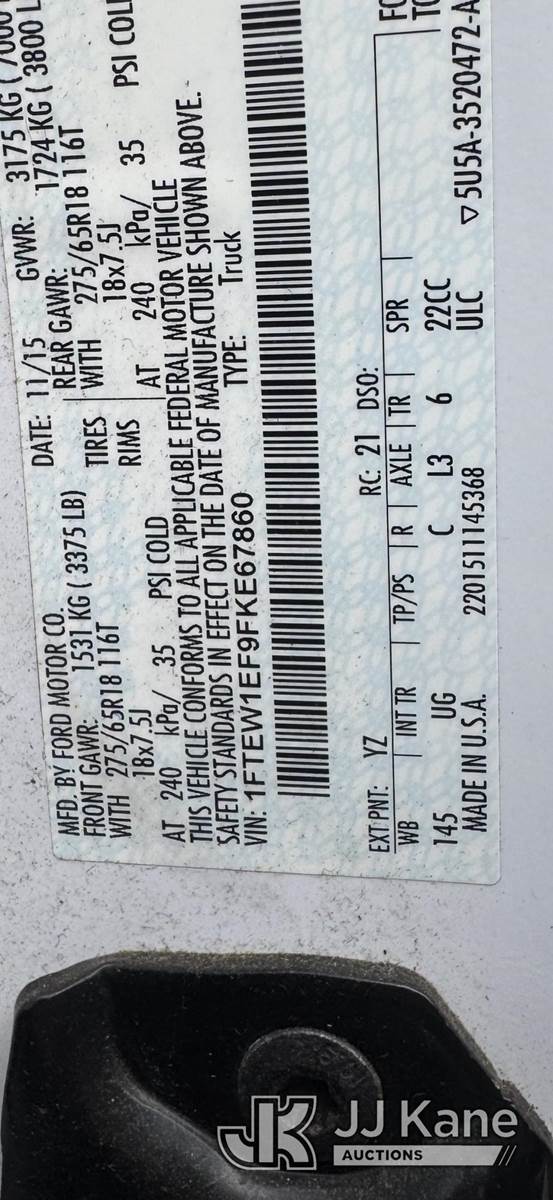 MFD. BY FORD MOTOR CO.
DATE: 11/15 GVWR: 3175 KG (
FRONT GAWR: 1531 KG ( 3375 LB) REAR GAWR: 1724 KG ( 3800 L
WITH 275/65R18 116T TIRES WITH 275/65R18 116T
18x7.5J RIMS 18x7.5J
AT 240 kPa/ 35 PSI COLD AT 240 kPa/ 35 PSI COL
THIS VEHICLE CONFORMS TO ALL APPLICABLE FEDERAL MOTOR VEHICLE
SAFETY STANDARDS IN EFFECT ON THE DATE OF MANUFACTURE SHOWN ABOVE.
VIN: 1FTEW1EF9FKE67860 TYPE: Truck
EXT PNT: YZ RC: 21 DSO:
WB INT TR TP/PS R AXLE TR SPR
145 UG C L3 6 22CC
MADE IN U.S.A. 2201511145368 ULC ▽5U5A-3520472-A
JJK JJ Kane
AUCTIONS